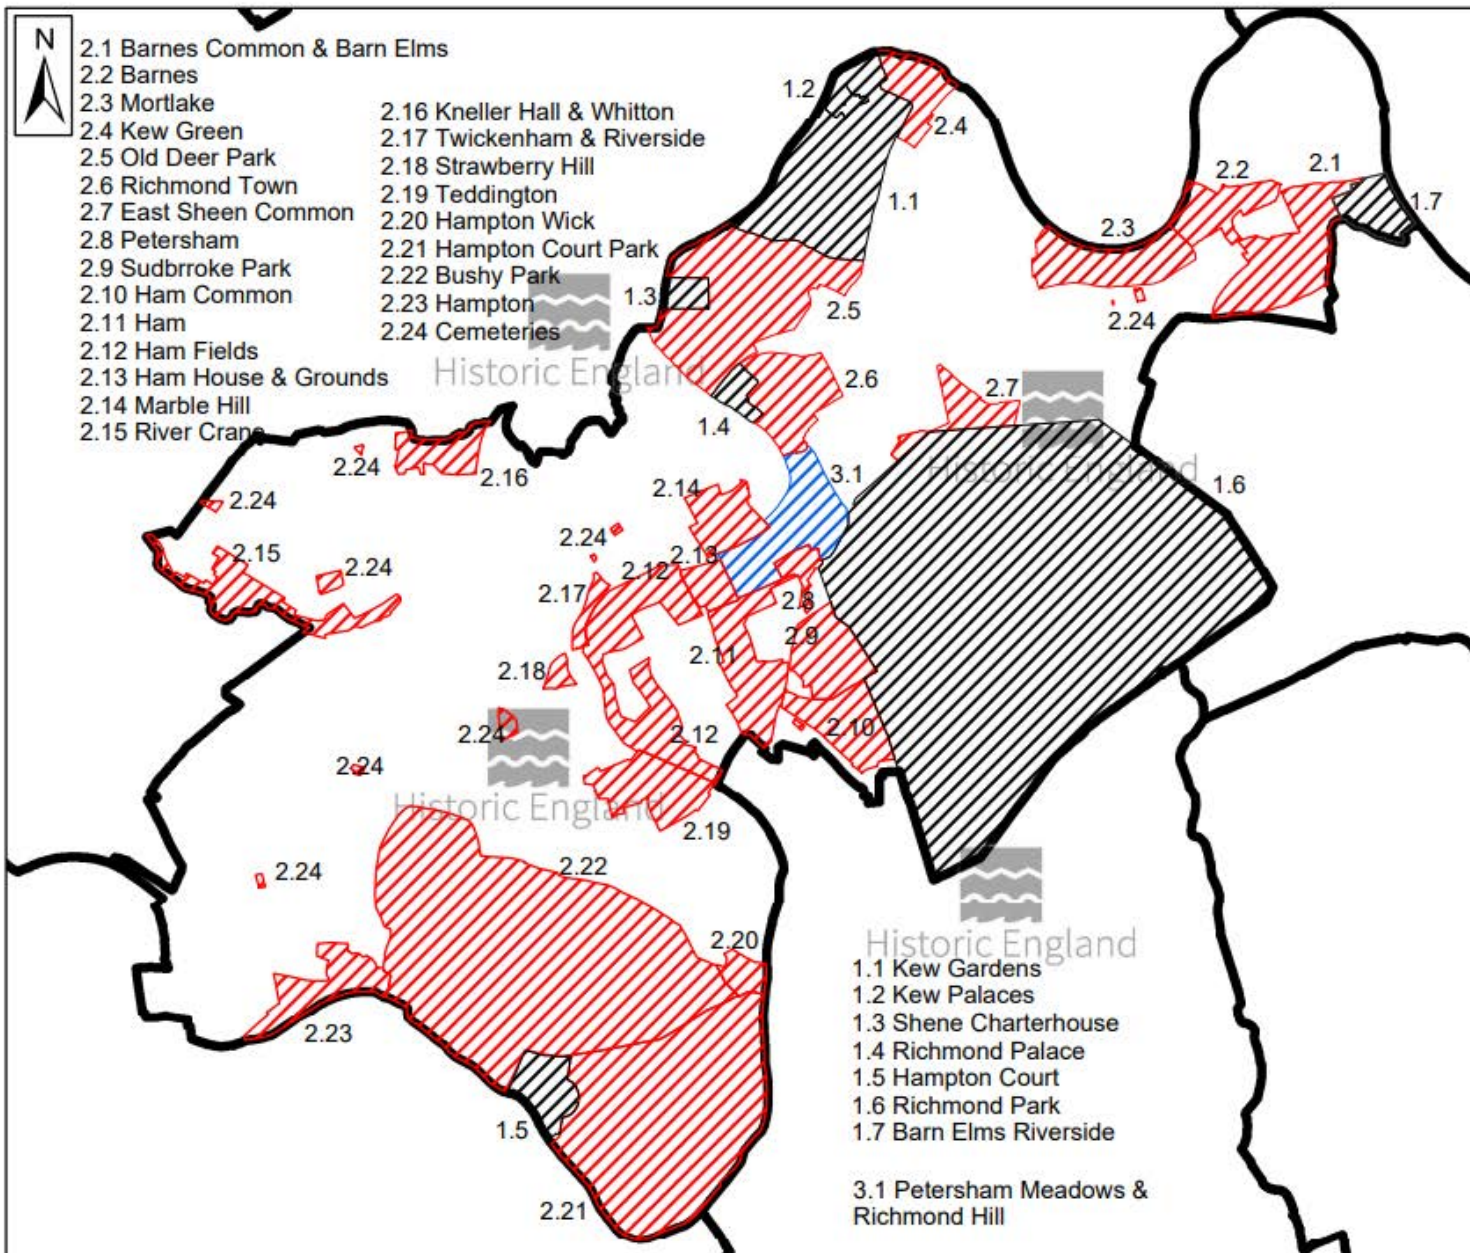 N
2.1 Barnes Common & Barn Elms
2.2 Barnes
2.3 Mortlake
2.4 Kew Green
2.5 Old Deer Park
2.6 Richmond Town
2.7 East Sheen Common
2.8 Petersham
2.9 Sudbrroke Park
2.10 Ham Common
2.11 Ham
2.12 Ham Fields
2.13 Ham House & Grounds
2.14 Marble Hill
2.15 River Crane
2.16 Kneller Hall & Whitton
2.17 Twickenham & Riverside
2.18 Strawberry Hill
2.19 Teddington
2.20 Hampton Wick
2.21 Hampton Court Park
2.22 Bushy Park
2.23 Hampton
2.24 Cemeteries
1.2
2.4
1.1
2.2
2.1
1.7
2.3
2.24
1.3
2.5
Historic England
2.6
1.4
2.7
Historic England
3.1
1.6
2.24
2.16
2.24
2.14
2.15
2.24
2.24
2.13
2.12
2.17
2.8
2.9
2.11
2.18
2.24
2.12
2.10
2.24
Historic England
2.19
2.22
2.24
2.20
2.23
1.5
2.21
Historic England
1.1 Kew Gardens
1.2 Kew Palaces
1.3 Shene Charterhouse
1.4 Richmond Palace
1.5 Hampton Court
1.6 Richmond Park
1.7 Barn Elms Riverside
3.1 Petersham Meadows &
Richmond Hill